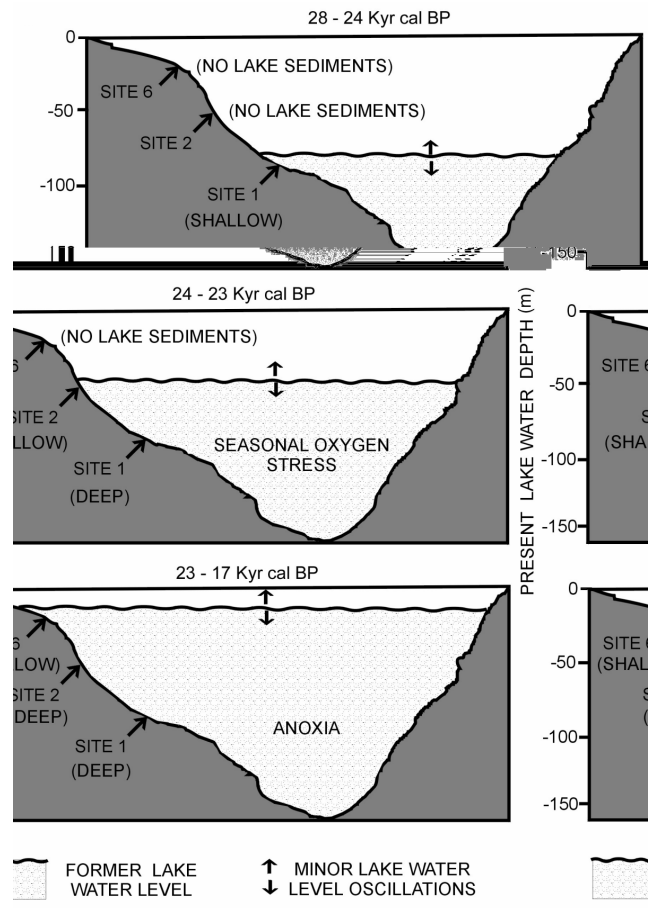 28 - 24 Kyr cal BP
0
(NO LAKE SEDIMENTS)
SITE 6
-50
(NO LAKE SEDIMENTS)
SITE 2
-100
SITE 1
(SHALLOW)
-150
24 - 23 Kyr cal BP
0
(NO LAKE SEDIMENTS)
6
SITE 6
-50
SITE 2
LLOW)
SEASONAL OXYGEN
STRESS
S
(SHA
SITE 1
(DEEP)
-100
-150
PRESENT LAKE WATER DEPTH (m)
23 - 17 Kyr cal BP
0
6
LOW)
SITE 6
(SHAL
-50
SITE 2
DEEP)
S
(
ANOXIA
SITE 1
(DEEP)
-100
-150
FORMER LAKE
WATER LEVEL
MINOR LAKE WATER
LEVEL OSCILLATIONS